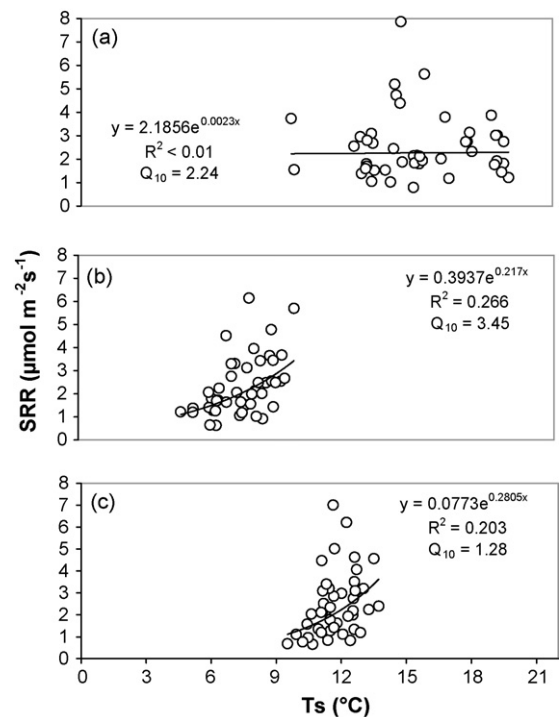 (a)
8
7
6
5
4
3
2
1
0
y = 2.1856e^0.0023x
R² < 0.01
Q₁₀ = 2.24
SRR (µmol m⁻²s⁻¹)
(b)
8
7
6
5
4
3
2
1
0
y = 0.3937e^0.217x
R² = 0.266
Q₁₀ = 3.45
(c)
8
7
6
5
4
3
2
1
0
y = 0.0773e^0.2805x
R² = 0.203
Q₁₀ = 1.28
0 3 6 9 12 15 18 21
Ts (°C)